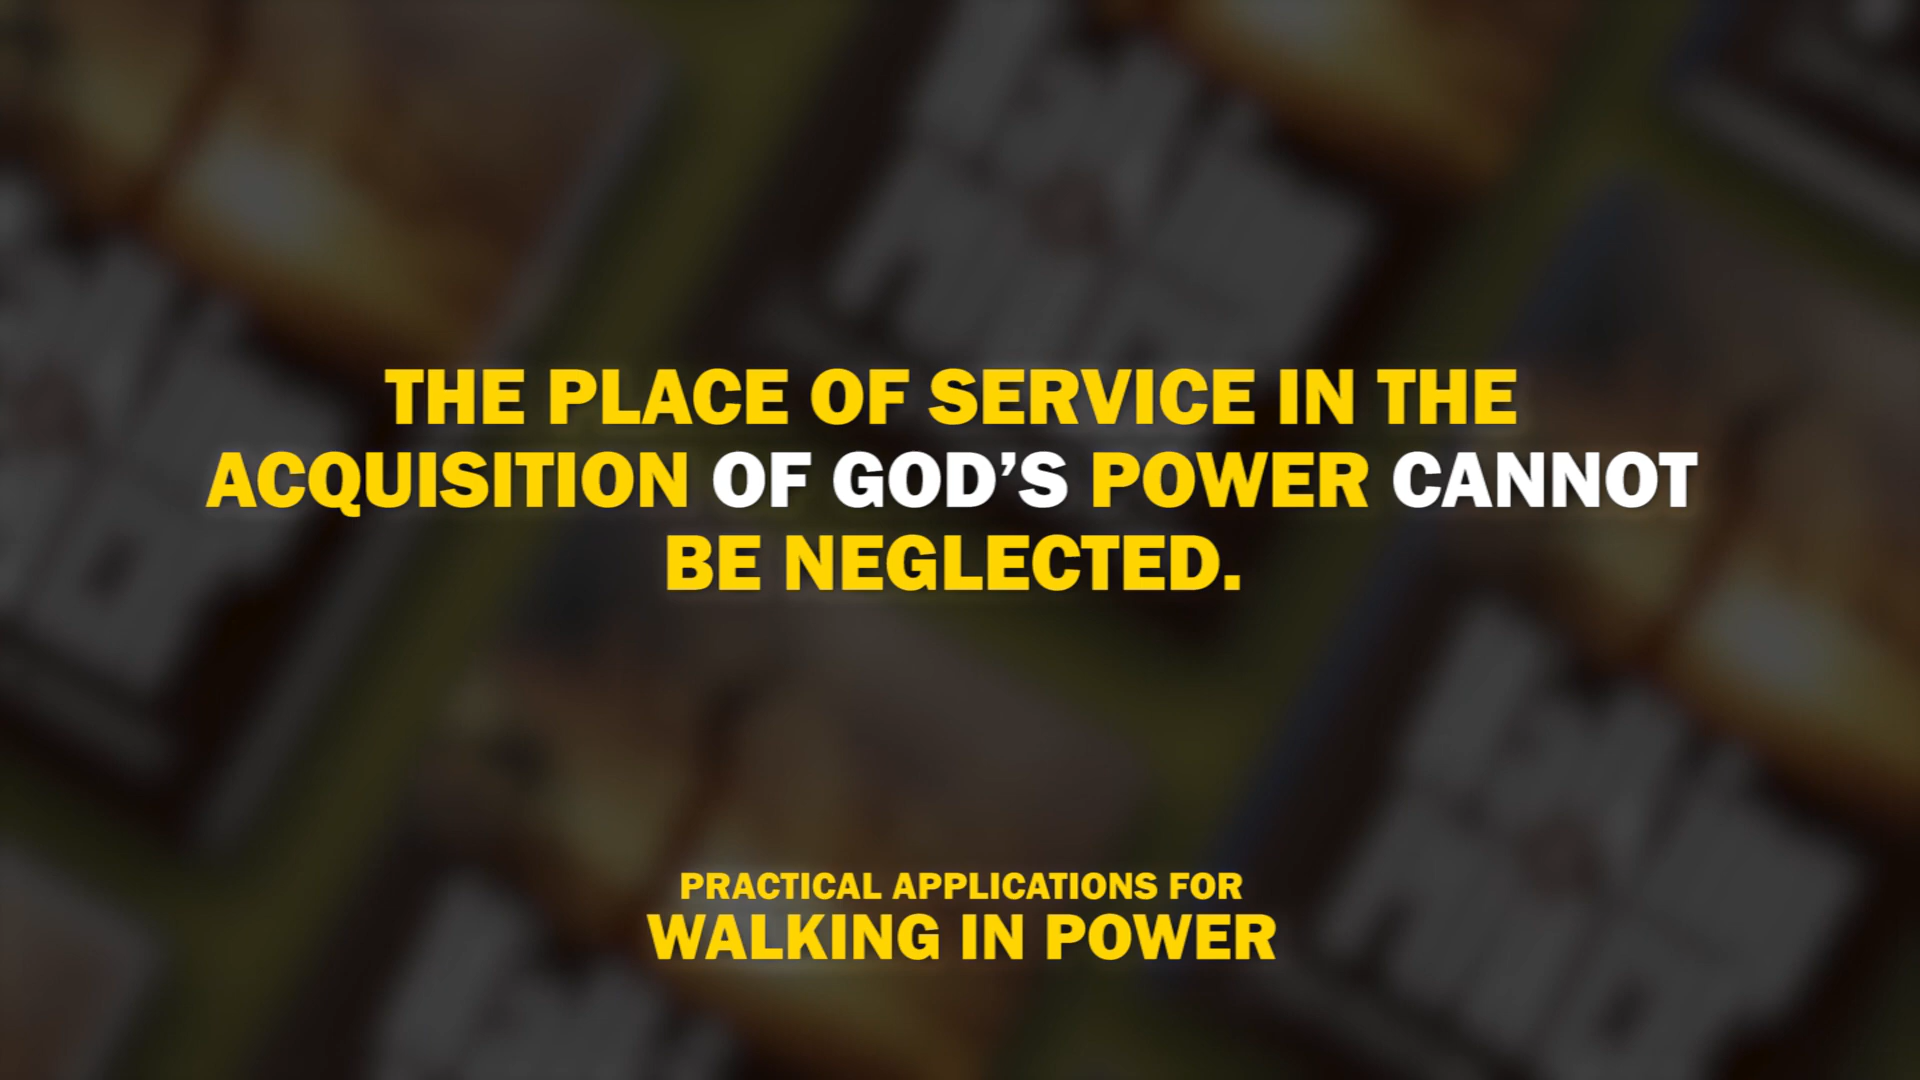 THE PLACE OF SERVICE IN THE
ACQUISITION OF GOD’S POWER CANNOT
BE NEGLECTED.
PRACTICAL APPLICATIONS FOR
WALKING IN POWER